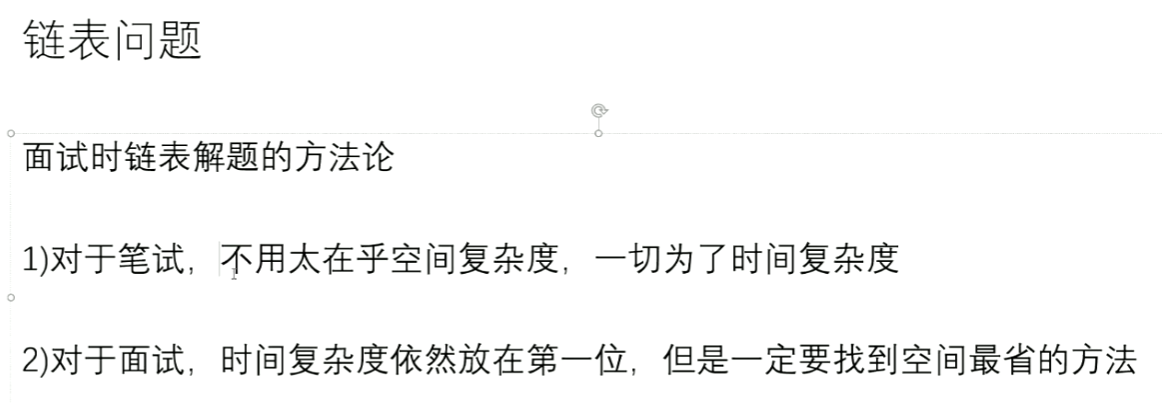 链表问题
面试时链表解题的方法论
1)对于笔试，不用太在乎空间复杂度，一切为了时间复杂度
2)对于面试，时间复杂度依然放在第一位，但是一定要找到空间最省的方法